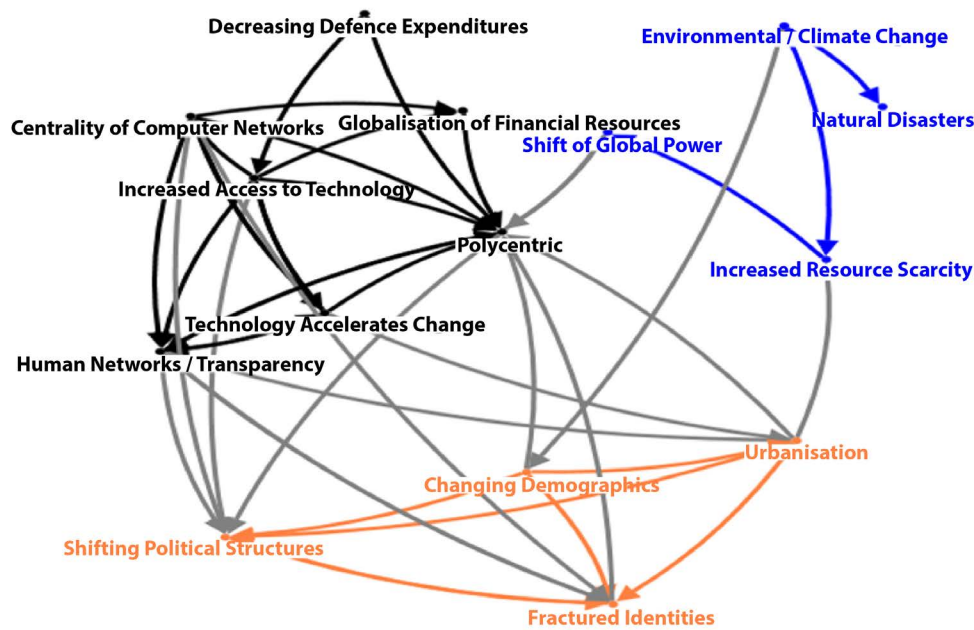 Decreasing Defence Expenditures
Environmental / Climate Change
Centrality of Computer Networks
Globalisation of Financial Resources
Natural Disasters
Shift of Global Power
Increased Access to Technology
Polycentric
Increased Resource Scarcity
Technology Accelerates Change
Human Networks / Transparency
Urbanisation
Changing Demographics
Shifting Political Structures
Fractured Identities